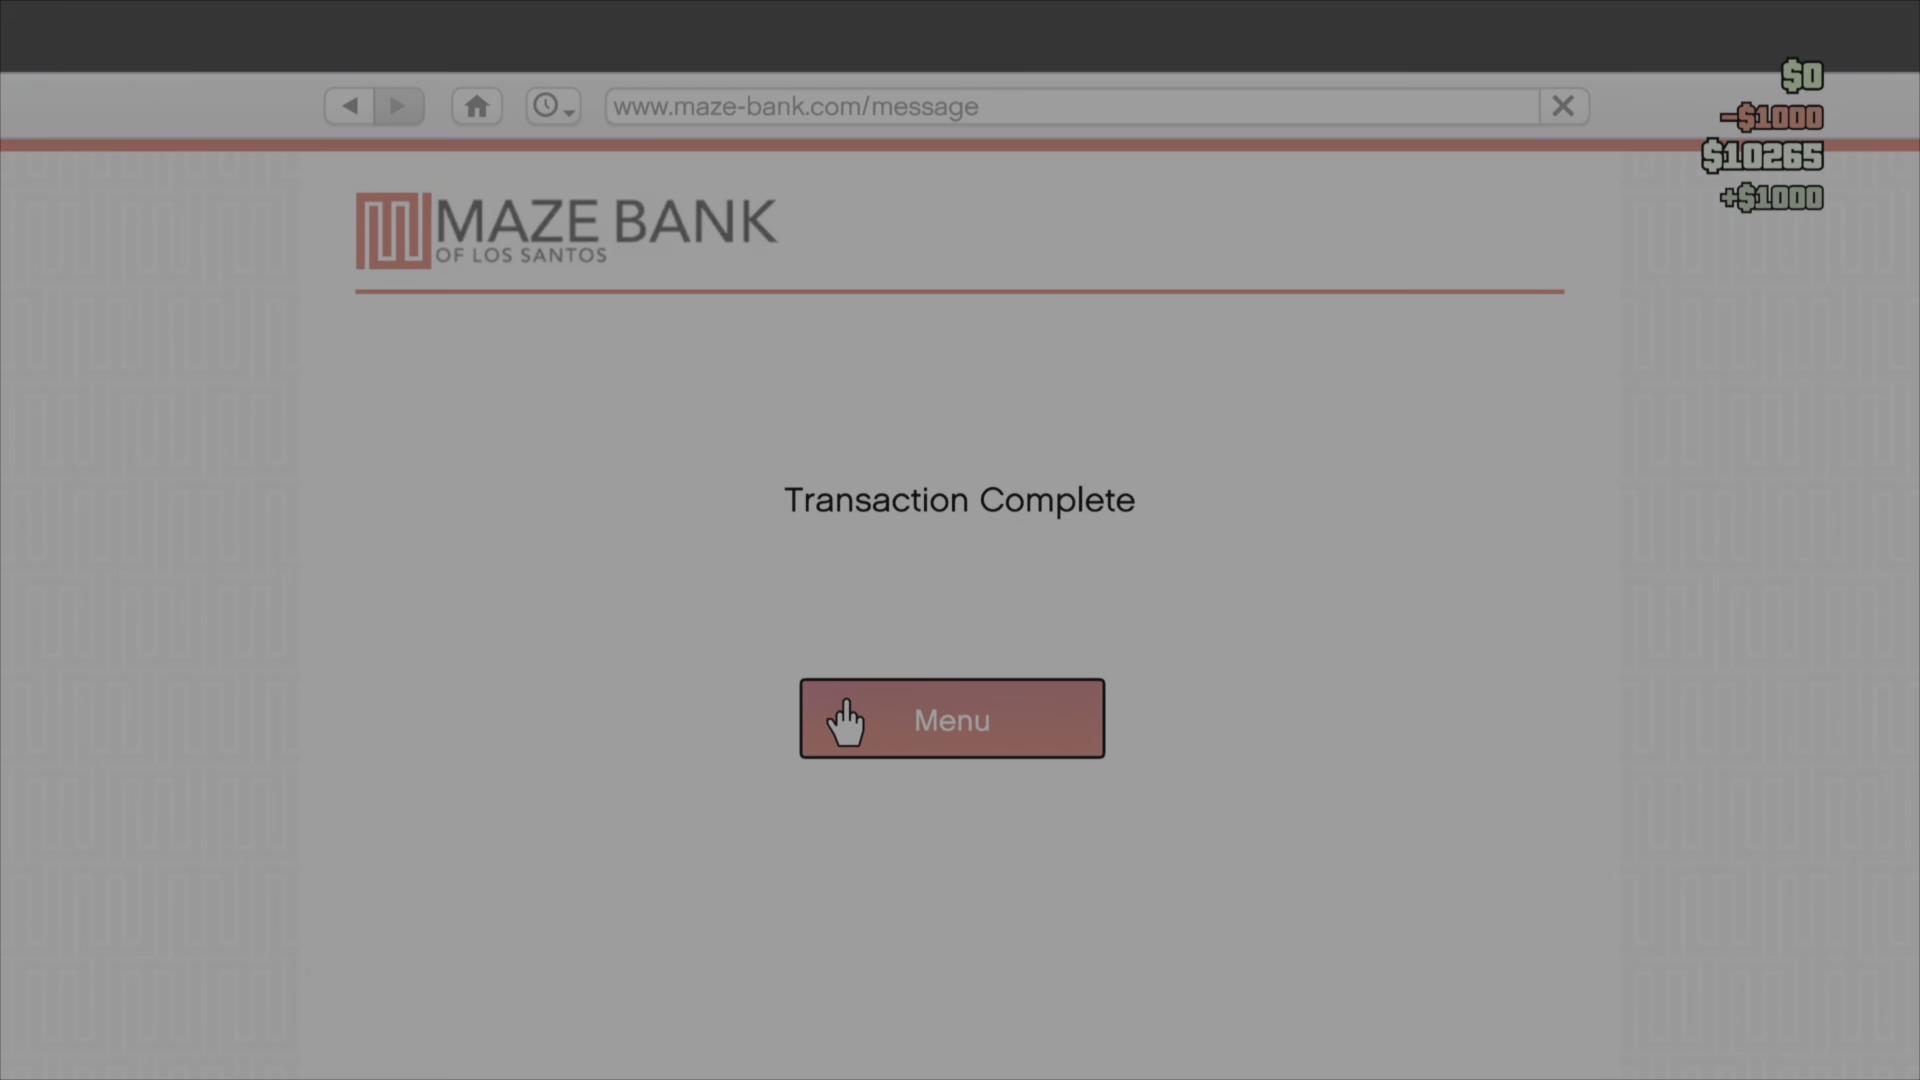 www.maze-bank.com/message
$0
-$1000
$10265
+$1000
MAZE BANK
OF LOS SANTOS
Transaction Complete
Menu